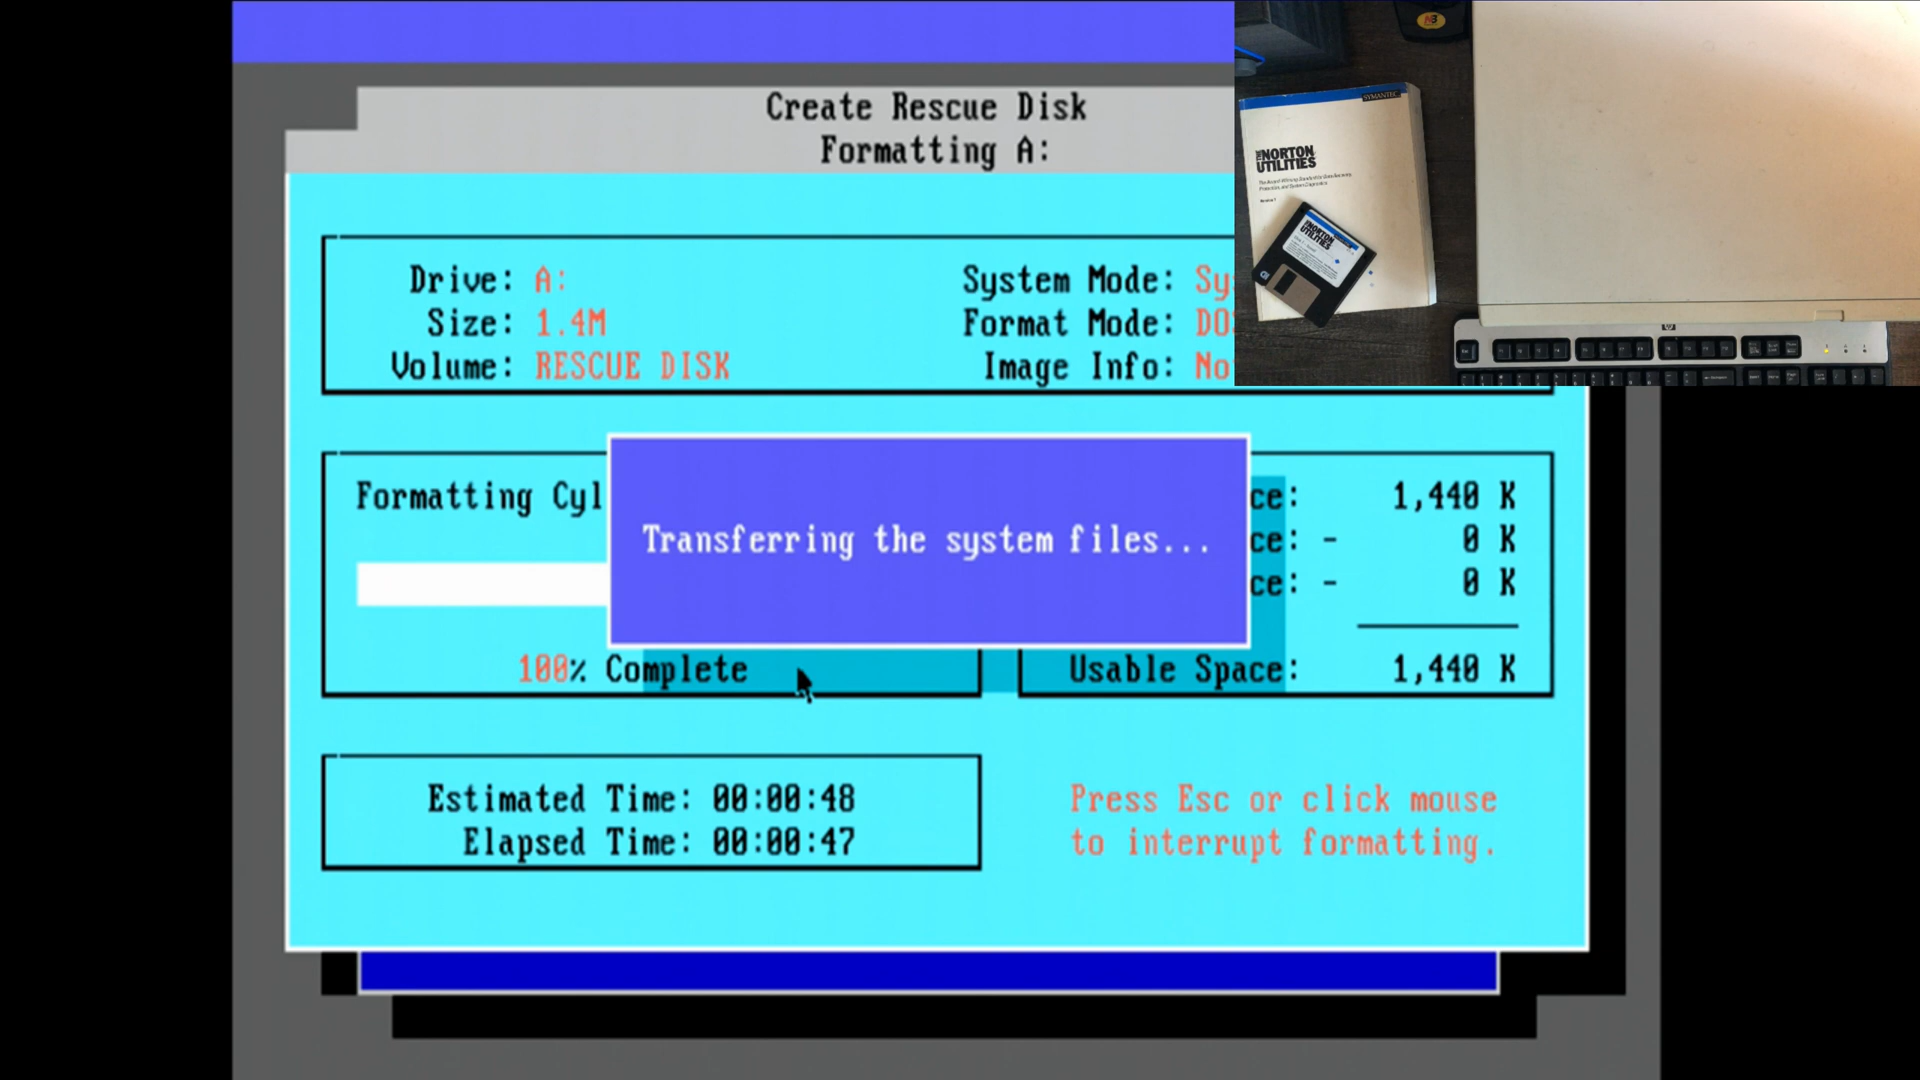 Create Rescue Disk
Formatting A:
Drive: A:
Size: 1.4M
Volume: RESCUE DISK
System Mode: Sy
Format Mode: DO
Image Info: No
Formatting Cyl
100% Complete
Transferring the system files...
ce: 1,440 K
ce: - 0 K
ce: - 0 K
Usable Space: 1,440 K
Estimated Time: 00:00:48
Elapsed Time: 00:00:47
Press Esc or click mouse
to interrupt formatting.
SYMANTEC
THE NORTON
UTILITIES
THE NORTON
UTILITIES